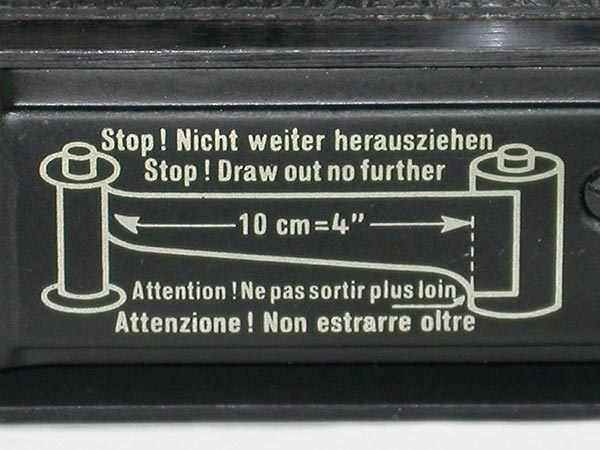 Stop! Nicht weiter herausziehen
Stop! Draw out no further
10 cm=4”
Attention! Ne pas sortir plus loin
Attenzione! Non estrarre oltre